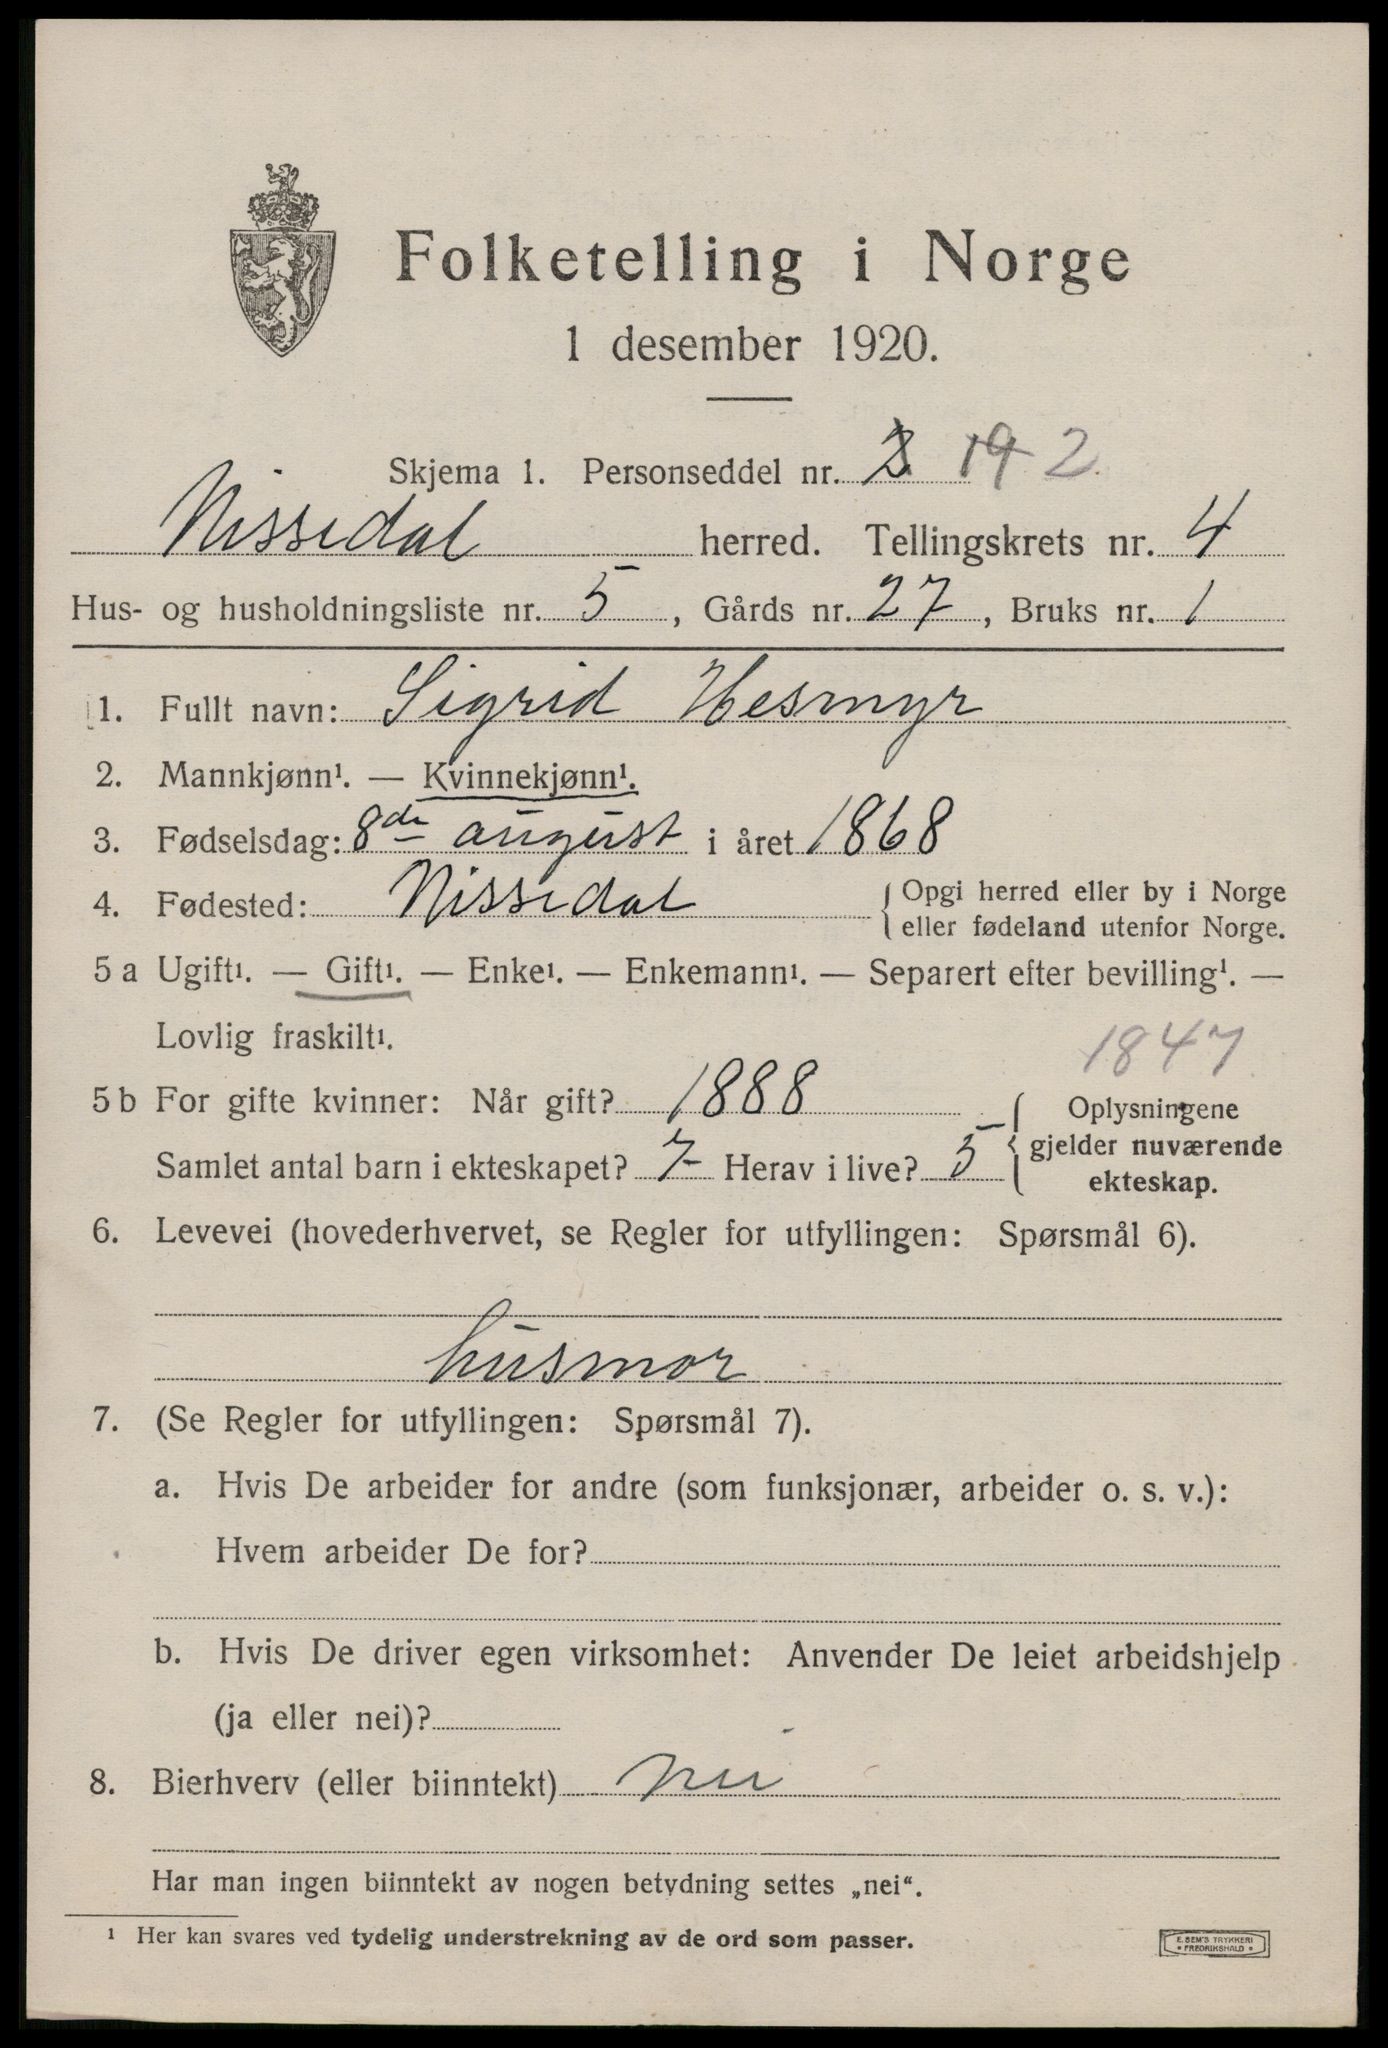 Folketelling i Norge
1 desember 1920.
Skjema 1. Personseddel nr. 2 19 2
Nissedal herred. Tellingskrets nr. 4
Hus- og husholdningsliste nr. 5, Gårds nr. 27, Bruks nr. 1
1. Fullt navn: Sigrid Hesmyr
2. Mannkjønn¹. — Kvinnekjønn¹.
3. Fødselsdag: 8de august i året 1868
4. Fødested: Nissedal { Opgi herred eller by i Norge
eller fødeland utenfor Norge.
5 a Ugift¹. — Gift¹. — Enke¹. — Enkemann¹. — Separert efter bevilling¹. —
Lovlig fraskilt¹.
1847
5 b For gifte kvinner: Når gift? 1888 { Oplysningene
Samlet antal barn i ekteskapet? 7 Herav i live? 5 gjelder nuværende
ekteskap.
6. Levevei (hovederhvervet, se Regler for utfyllingen: Spørsmål 6).
husmor
7. (Se Regler for utfyllingen: Spørsmål 7).
a. Hvis De arbeider for andre (som funksjonær, arbeider o. s. v.):
Hvem arbeider De for?
b. Hvis De driver egen virksomhet: Anvender De leiet arbeidshjelp
(ja eller nei)?
8. Bierhverv (eller biinntekt) nei
Har man ingen biinntekt av nogen betydning settes „nei“.
¹ Her kan svares ved tydelig understrekning av de ord som passer.
E. SEM'S TRYKKERI
* FREDRIKSHALD *